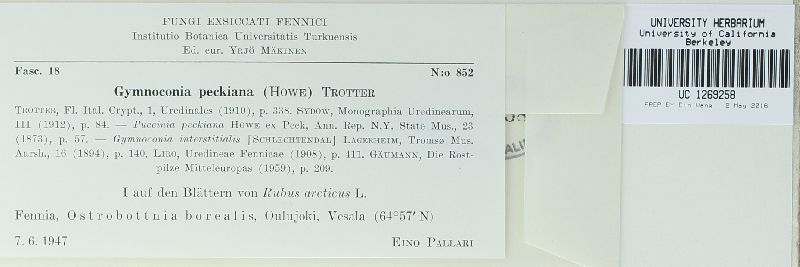 FUNGI EXSICCATI FENNICI
Institutio Botanica Universitatis Turkuensis
Ed. cur. YRJÖ MÄKINEN
Fasc. 18 N:o 852
Gymnoconia peckiana (HOWE) TROTTER
TROTTER, Fl. Ital. Crypt., 1, Uredinales (1910), p. 338. SYDOW, Monographia Uredinearum,
III (1912), p. 84. — Puccinia peckiana HOWE ex Peck, Ann. Rep. N.Y. State Mus., 23
(1873), p. 57. — Gymnoconia interstitialis [SCHLECHTENDAL] LAGERHEIM, Tromsø Mus.
Aarsh., 16 (1894), p. 140. LIRO, Uredineae Fennicae (1908), p. 411. GÄUMANN, Die Rost-
pilze Mitteleuropas (1959), p. 209.
I auf den Blättern von Rubus arcticus L.
Fennia, Ostrobottnia borealis, Oulujoki, Vesala (64°57′ N)
7. 6. 1947 EINO PALLARI
UNIVERSITY HERBARIUM
University of California
Berkeley
UC 1269258
2 May 2016